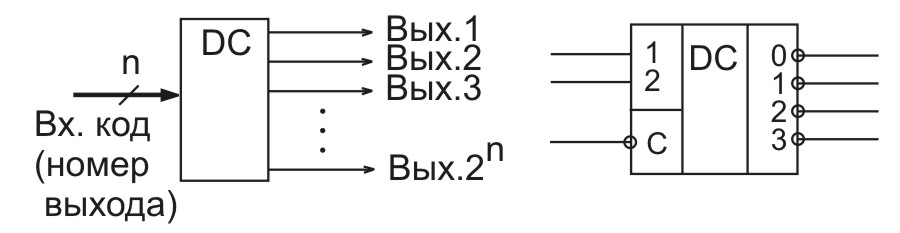 DC
Вых.1
Вых.2
Вых.3
Вых.2ⁿ
n
Вх. код
(номер
выхода)
1
2
C
DC
0
1
2
3